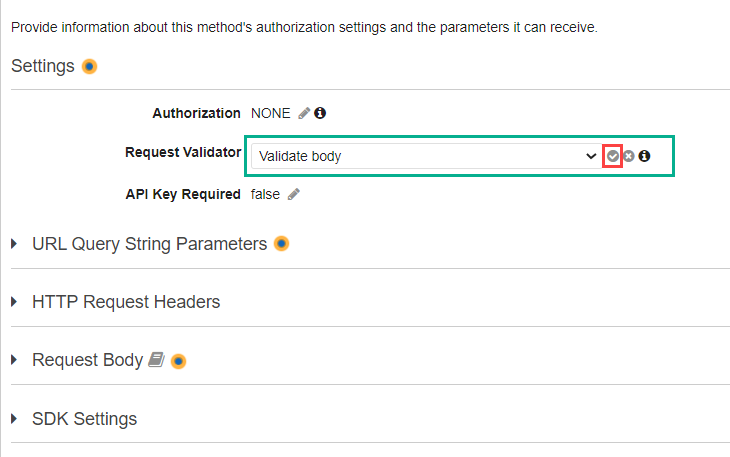 Provide information about this method's authorization settings and the parameters it can receive.
Settings
Authorization NONE
Request Validator Validate body
API Key Required false
URL Query String Parameters
HTTP Request Headers
Request Body
SDK Settings